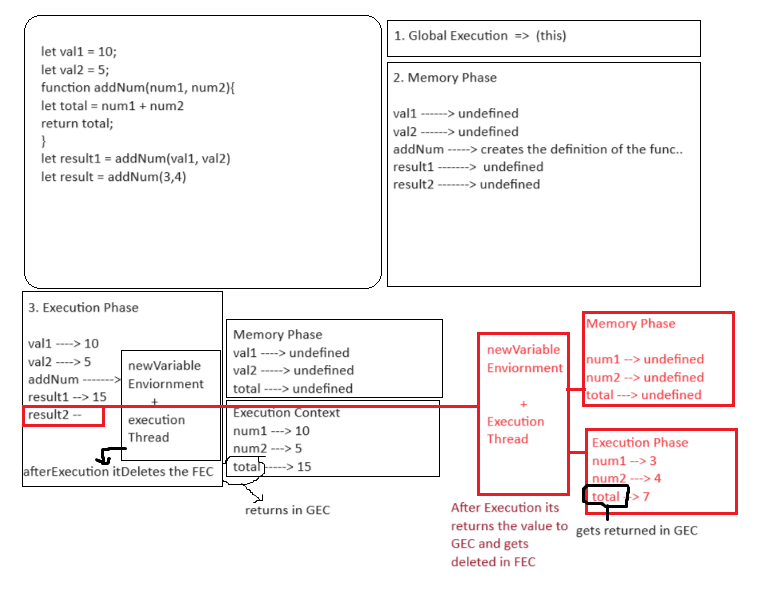 let val1 = 10;
let val2 = 5;
function addNum(num1, num2){
let total = num1 + num2
return total;
}
let result1 = addNum(val1, val2)
let result = addNum(3,4)
1. Global Execution => (this)
2. Memory Phase
val1 ------> undefined
val2 ------> undefined
addNum -----> creates the definition of the func..
result1 -------> undefined
result2 -------> undefined
3. Execution Phase
val1 ----> 10
val2 ----> 5
addNum ------->
result1 --> 15
result2 --
newVariable
Enviornment
+
execution
Thread
afterExecution itDeletes the FEC
Memory Phase
val1 ----> undefined
val2 -----> undefined
total ----> undefined
Execution Context
num1 ---> 10
num2 ---> 5
total -----> 15
returns in GEC
newVariable
Enviornment
+
Execution
Thread
After Execution its
returns the value to
GEC and gets
deleted in FEC
Memory Phase
num1 --> undefined
num2 --> undefined
total ---> undefined
Execution Phase
num1 --> 3
num2 ---> 4
total --> 7
gets returned in GEC